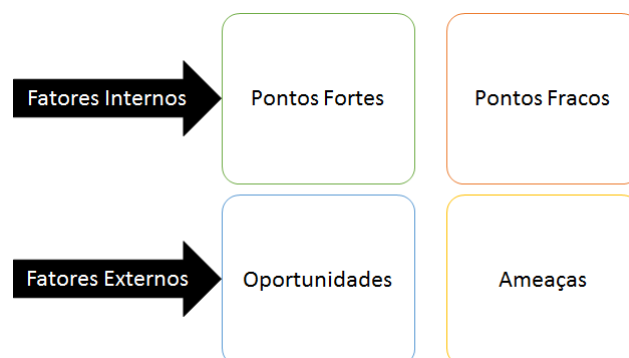 Fatores Internos
Pontos Fortes
Pontos Fracos
Fatores Externos
Oportunidades
Ameaças